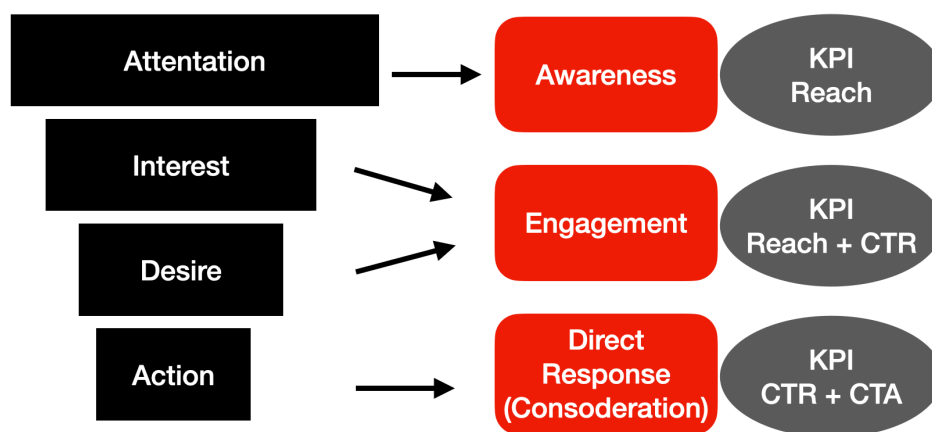 Attentation
Awareness
KPI
Reach
Interest
Engagement
KPI
Reach + CTR
Desire
Action
Direct
Response
(Consoderation)
KPI
CTR + CTA